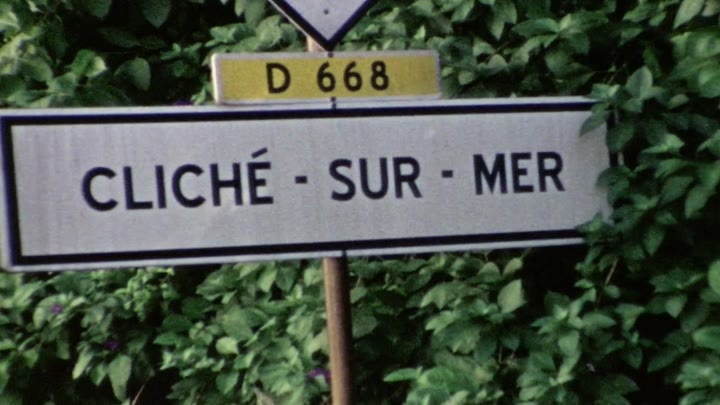 D 668
CLICHÉ - SUR - MER